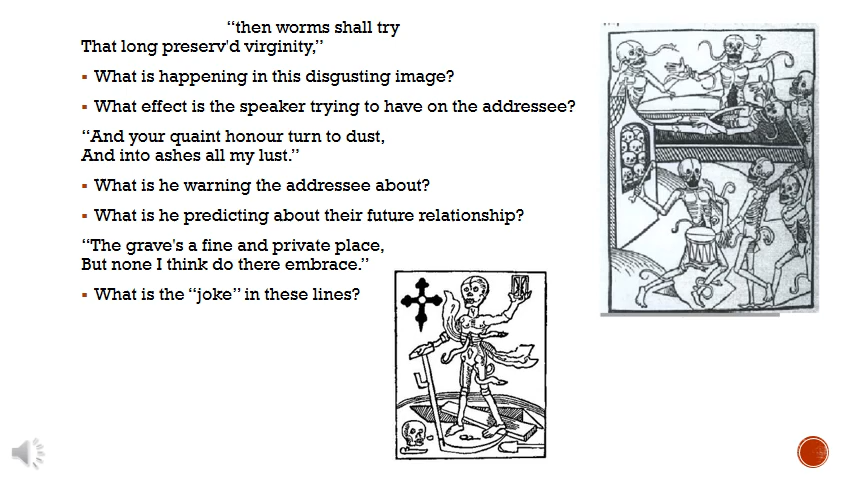 “then worms shall try
That long preserv'd virginity,”
▪ What is happening in this disgusting image?
▪ What effect is the speaker trying to have on the addressee?
“And your quaint honour turn to dust,
And into ashes all my lust.”
▪ What is he warning the addressee about?
▪ What is he predicting about their future relationship?
“The grave's a fine and private place,
But none I think do there embrace.”
▪ What is the “joke” in these lines?